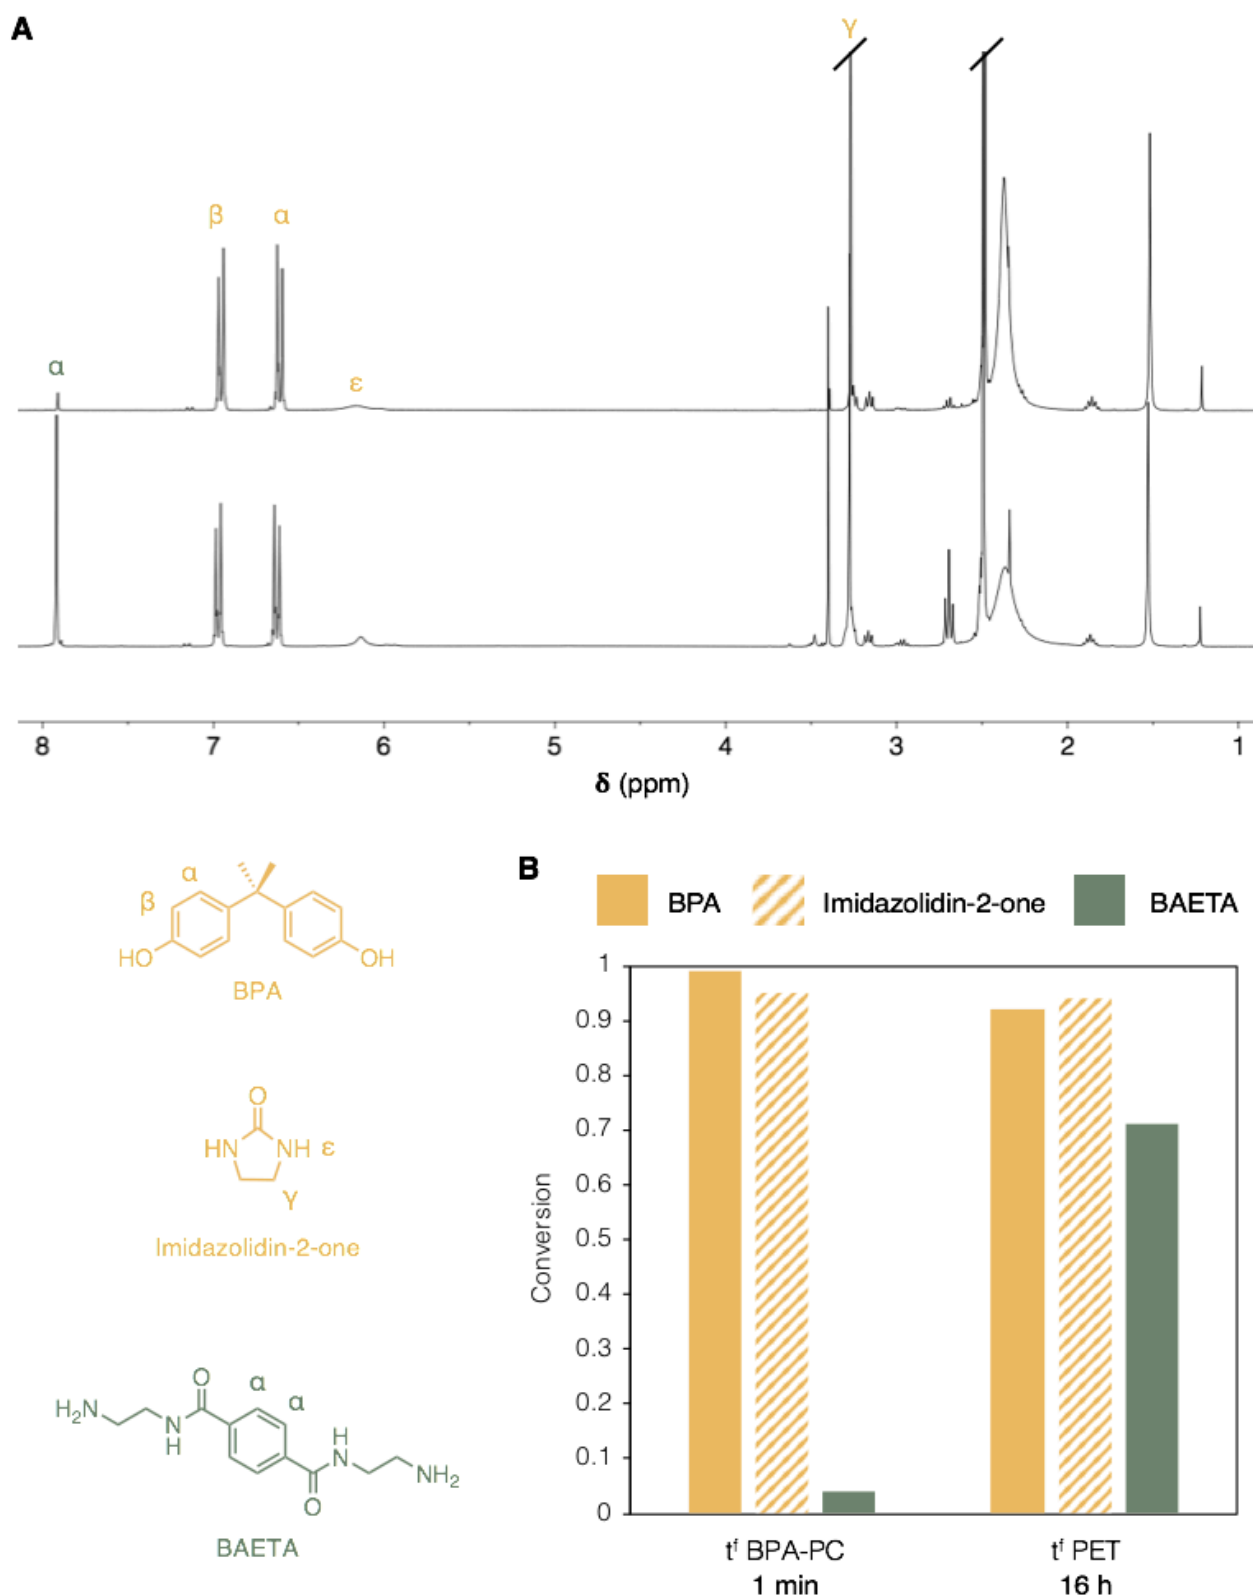 A
γ
β α
α
ε
8 7 6 5 4 3 2 1
δ (ppm)
α
β
HO OH
BPA
O
HN NH ε
γ
Imidazolidin-2-one
O
α
α
H₂N
N
H
H
N
NH₂
O
BAETA
B
BPA Imidazolidin-2-one BAETA
1
0.9
0.8
0.7
0.6
0.5
0.4
0.3
0.2
0.1
0
Conversion
tᶠ BPA-PC tᶠ PET
1 min 16 h